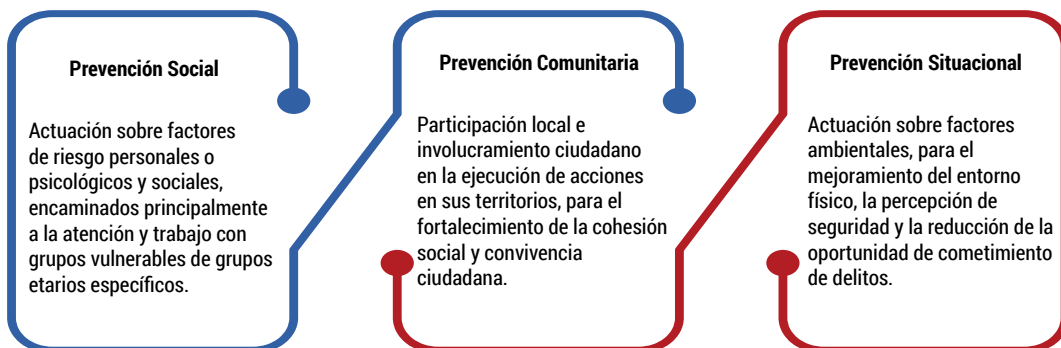 Prevención Social
Actuación sobre factores
de riesgo personales o
psicológicos y sociales,
encaminados principalmente
a la atención y trabajo con
grupos vulnerables de grupos
etarios específicos.
Prevención Comunitaria
Participación local e
involucramiento ciudadano
en la ejecución de acciones
en sus territorios, para el
fortalecimiento de la cohesión
social y convivencia
ciudadana.
Prevención Situacional
Actuación sobre factores
ambientales, para el
mejoramiento del entorno
físico, la percepción de
seguridad y la reducción de la
oportunidad de cometimiento
de delitos.